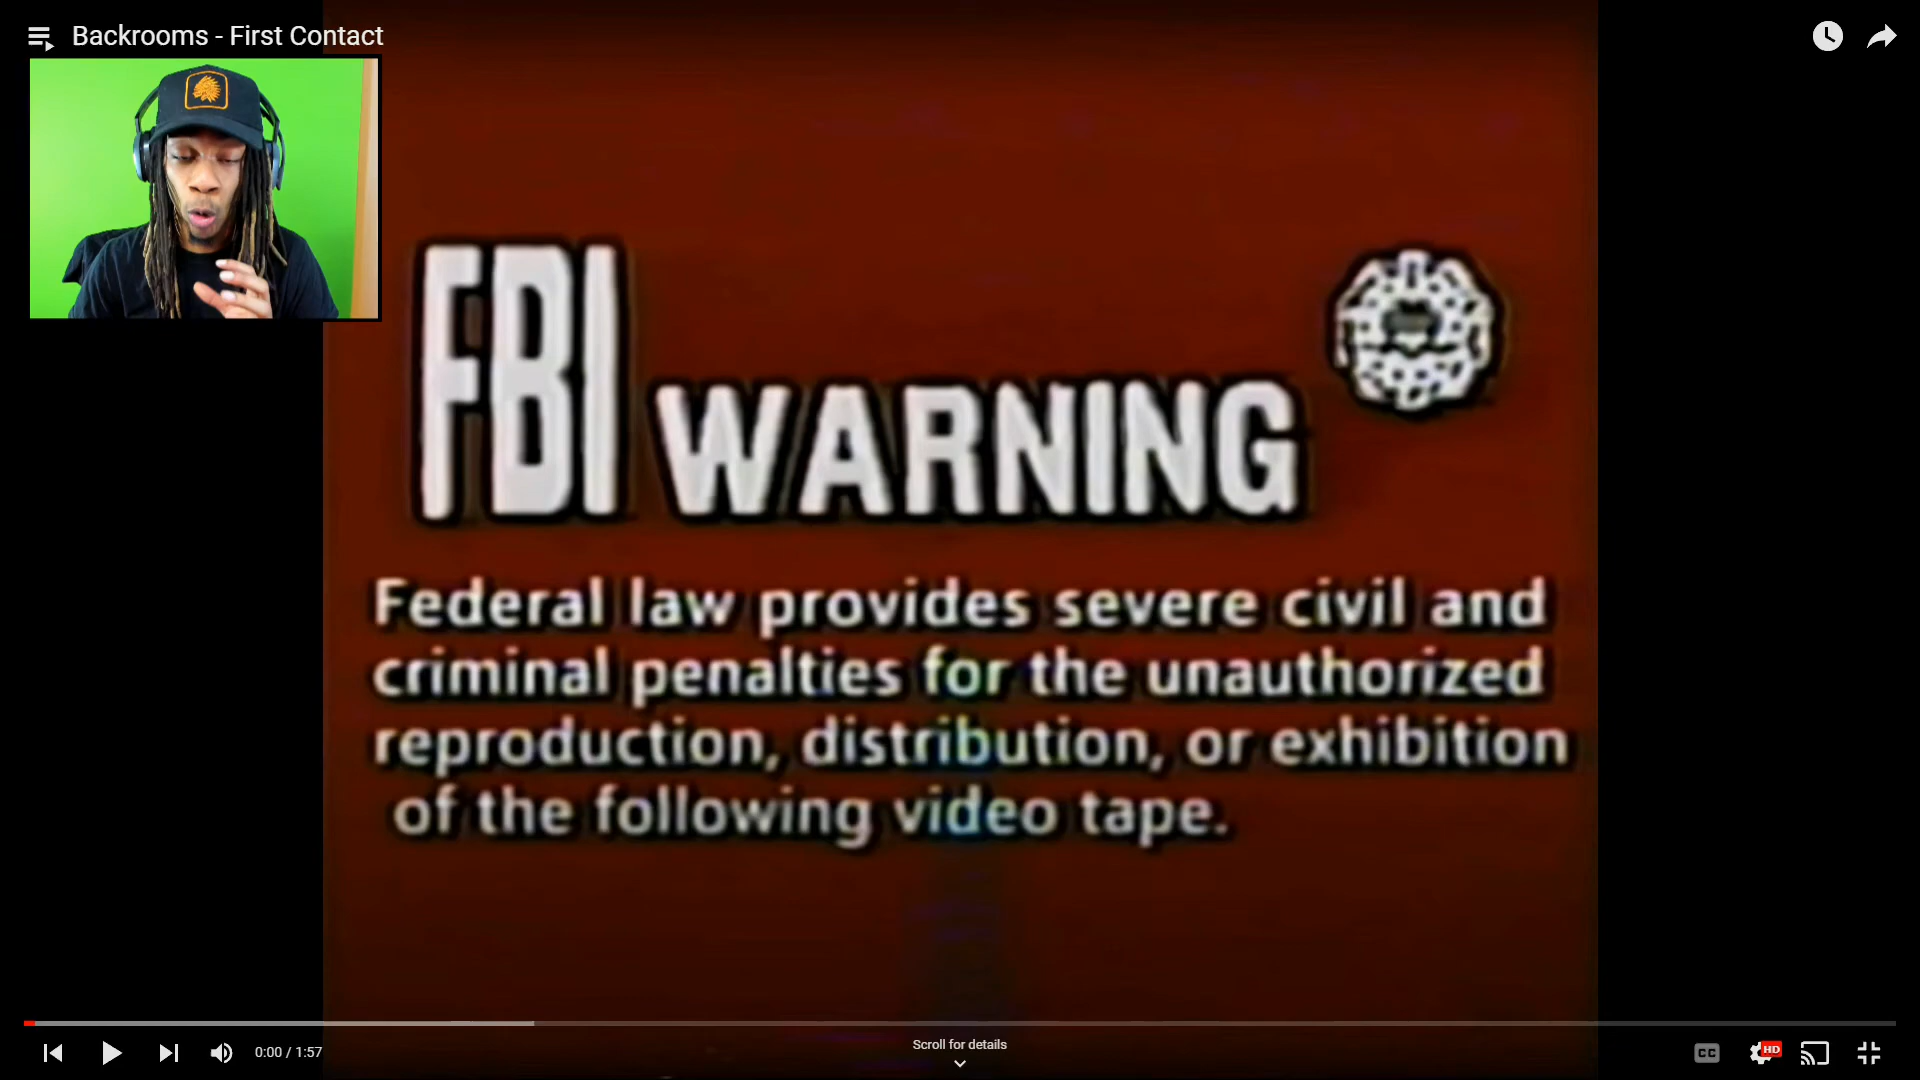 Backrooms - First Contact
FBI WARNING
Federal law provides severe civil and
criminal penalties for the unauthorized
reproduction, distribution, or exhibition
of the following video tape.
0:00 / 1:57
Scroll for details
CC
HD